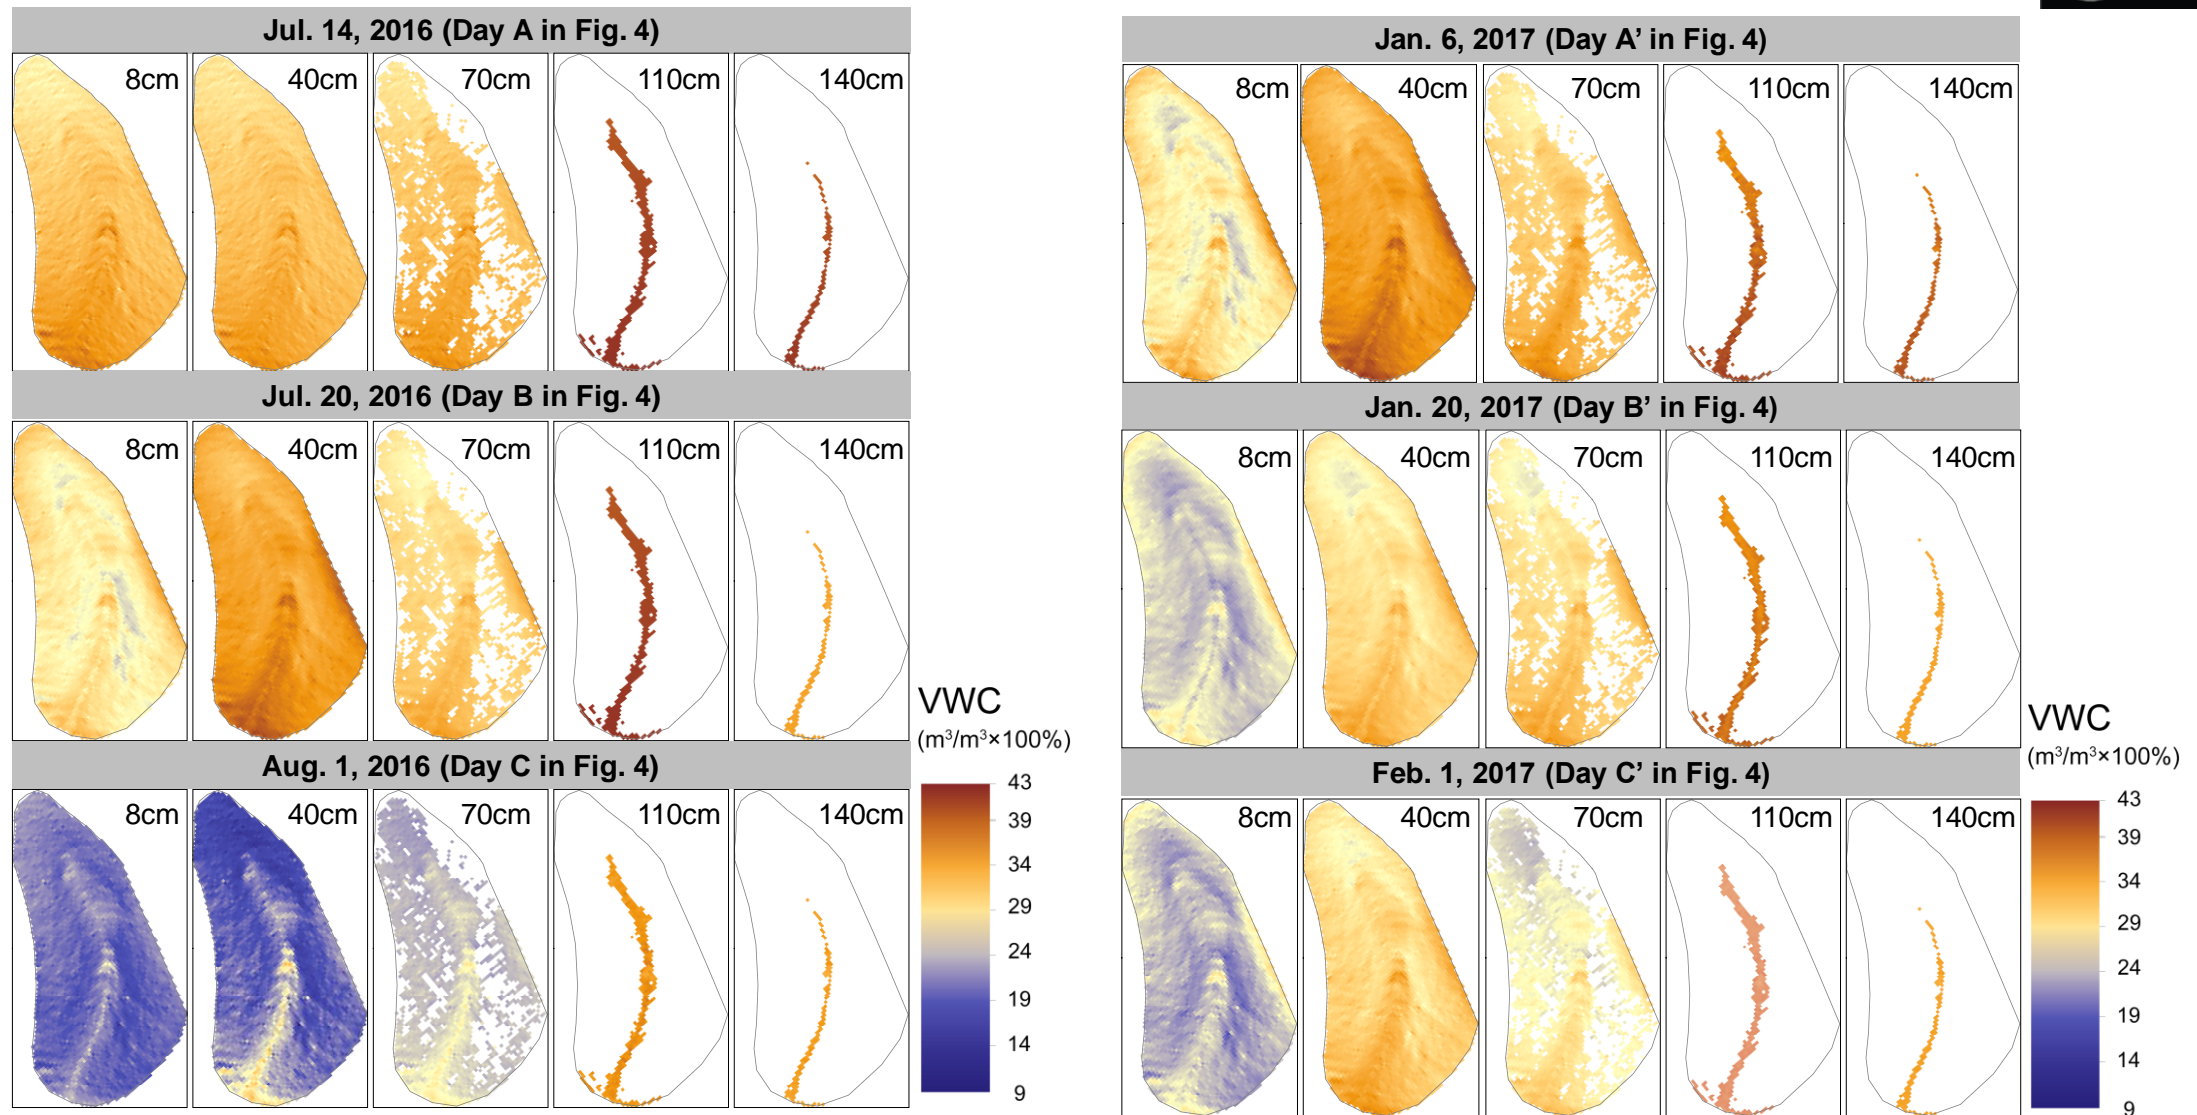 Jul. 14, 2016 (Day A in Fig. 4)
8cm 40cm 70cm 110cm 140cm
Jul. 20, 2016 (Day B in Fig. 4)
8cm 40cm 70cm 110cm 140cm
Aug. 1, 2016 (Day C in Fig. 4)
8cm 40cm 70cm 110cm 140cm
VWC
(m³/m³×100%)
43
39
34
29
24
19
14
9
Jan. 6, 2017 (Day A’ in Fig. 4)
8cm 40cm 70cm 110cm 140cm
Jan. 20, 2017 (Day B’ in Fig. 4)
8cm 40cm 70cm 110cm 140cm
Feb. 1, 2017 (Day C’ in Fig. 4)
8cm 40cm 70cm 110cm 140cm
VWC
(m³/m³×100%)
43
39
34
29
24
19
14
9